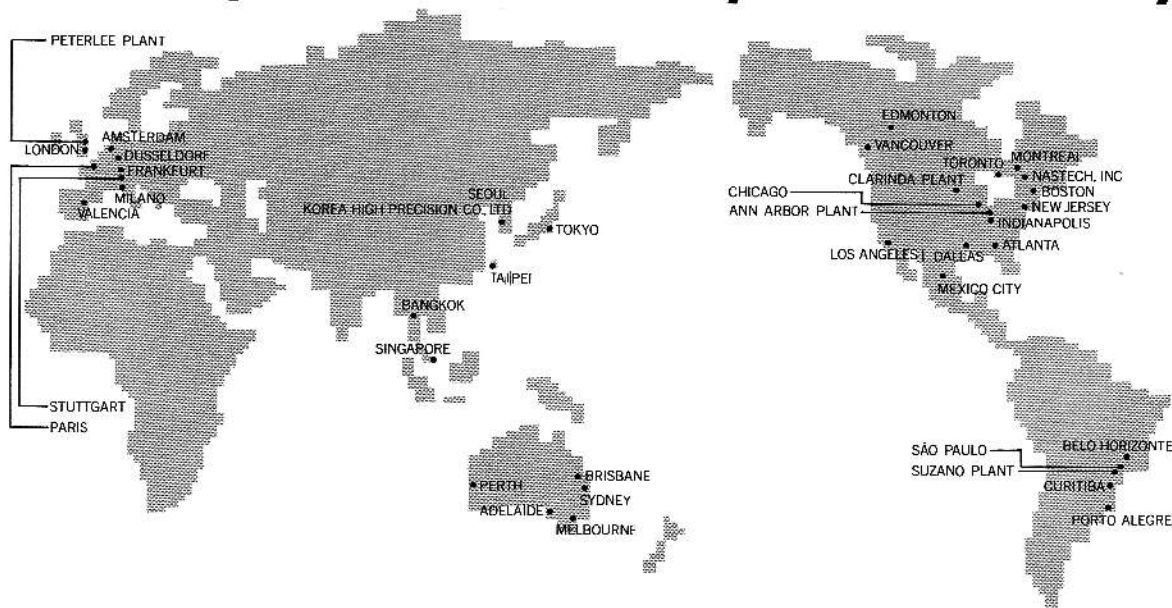 PETERLEE PLANT
AMSTERDAM
LONDON
DUSSELDORF
FRANKFURT
MILANO
VALENCIA
STUTTGART
PARIS
SEOUL
KOREA HIGH PRECISION CO., LTD
TOKYO
TAIPEI
BANGKOK
SINGAPORE
PERTH
BRISBANE
SYDNEY
ADELAIDE
MELBOURNE
EDMONTON
VANCOUVER
TORONTO
MONTREAL
CLARINDA PLANT
NASTECH, INC
BOSTON
CHICAGO
NEW JERSEY
ANN ARBOR PLANT
INDIANAPOLIS
LOS ANGELES
DALLAS
ATLANTA
MEXICO CITY
BELO HORIZONTE
SÃO PAULO
SUZANO PLANT
CURITIBA
PORTO ALEGRE